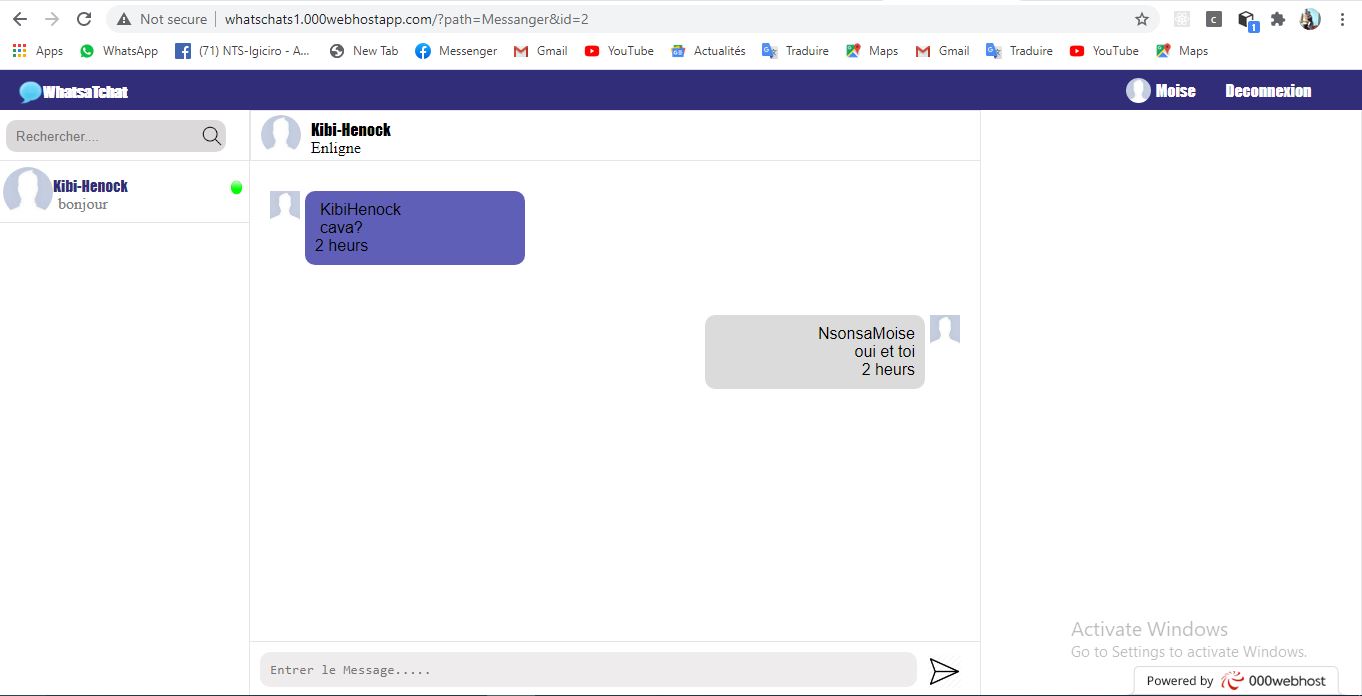 Not secure whatschats1.000webhostapp.com/?path=Messanger&id=2
Apps WhatsApp (71) NTS-Igiciro - A... New Tab Messenger Gmail YouTube Actualités Traduire Maps Gmail Traduire YouTube Maps
WhatsaTchat Moise Deconnexion
Rechercher....
Kibi-Henock
bonjour
Kibi-Henock
Enligne
KibiHenock
cava?
2 heurs
NsonsaMoise
oui et toi
2 heurs
Entrer le Message.....
Activate Windows
Go to Settings to activate Windows.
Powered by 000webhost